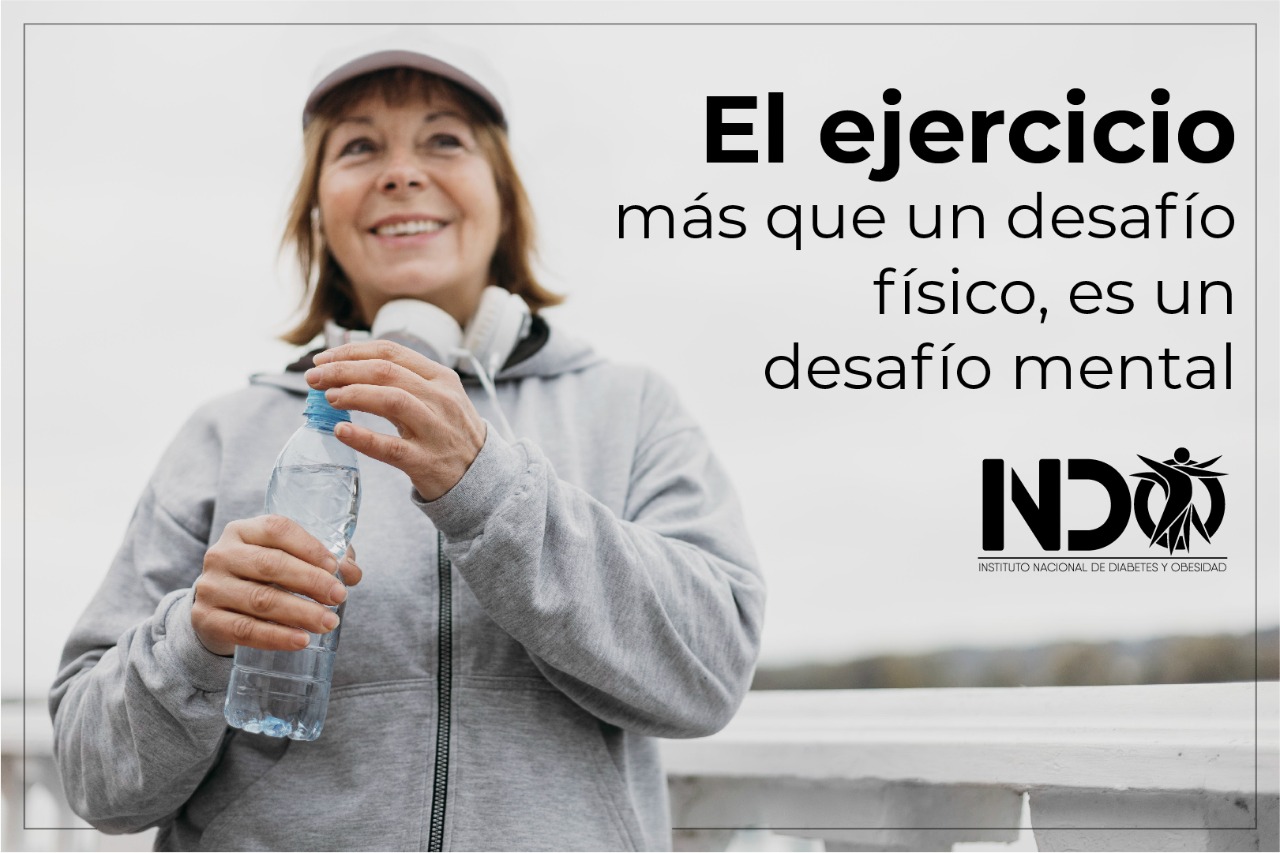 El ejercicio
más que un desafío
físico, es un
desafío mental
INDO
INSTITUTO NACIONAL DE DIABETES Y OBESIDAD